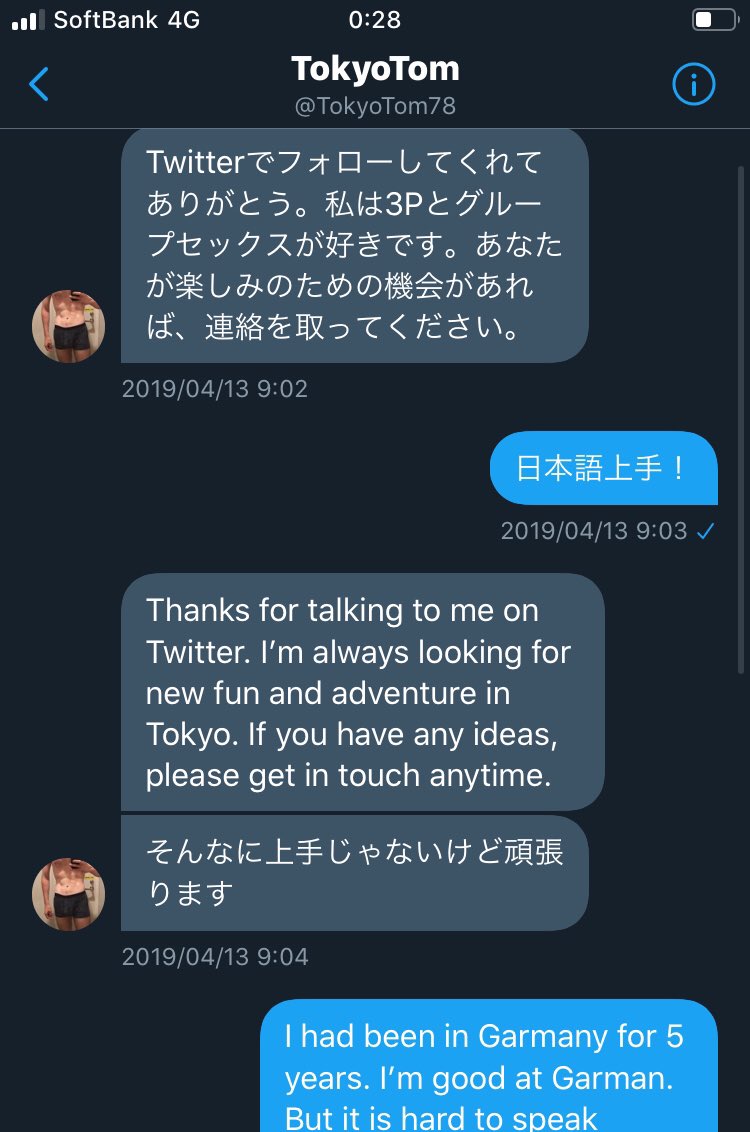 SoftBank 4G 0:28
TokyoTom
@TokyoTom78
Twitterでフォローしてくれて
ありがとう。私は3Pとグルー
プセックスが好きです。あなた
が楽しみのための機会があれ
ば、連絡を取ってください。
2019/04/13 9:02
日本語上手！
2019/04/13 9:03
Thanks for talking to me on
Twitter. I’m always looking for
new fun and adventure in
Tokyo. If you have any ideas,
please get in touch anytime.
そんなに上手じゃないけど頑張
ります
2019/04/13 9:04
I had been in Garmany for 5
years. I’m good at Garman.
But it is hard to speak